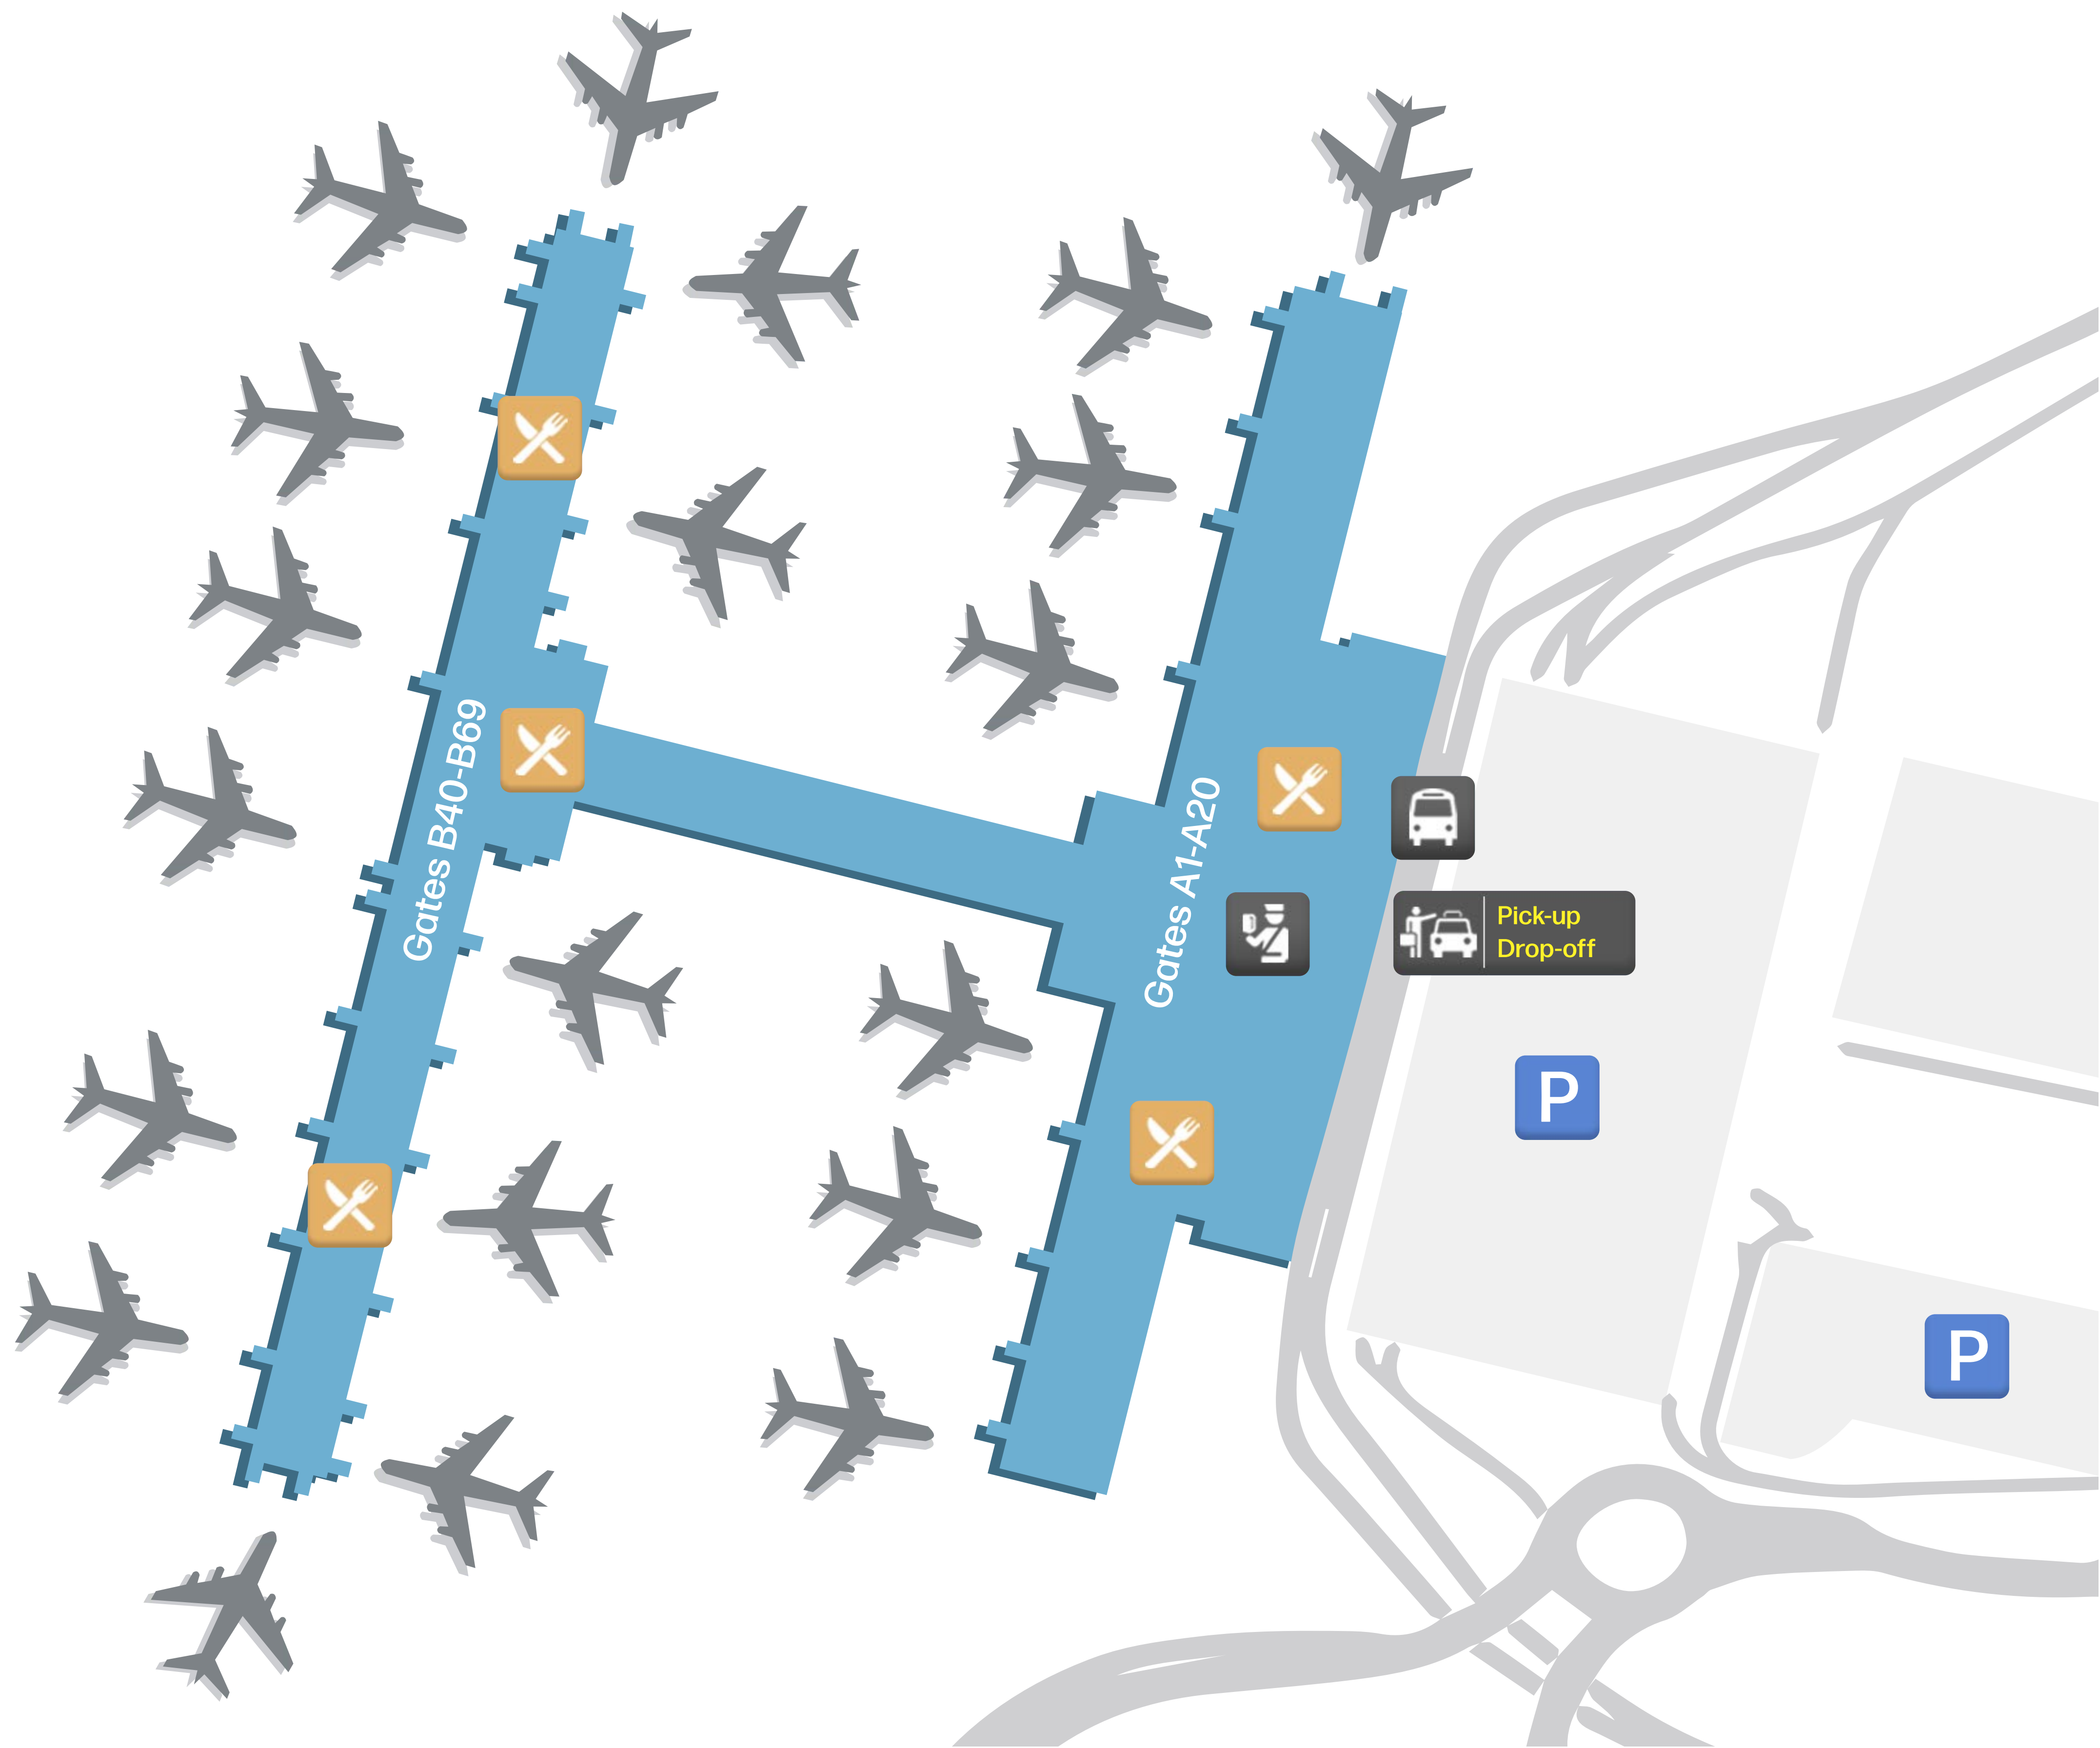 Gates B40-B69
Gates A1-A20
Pick-up
Drop-off
P
P